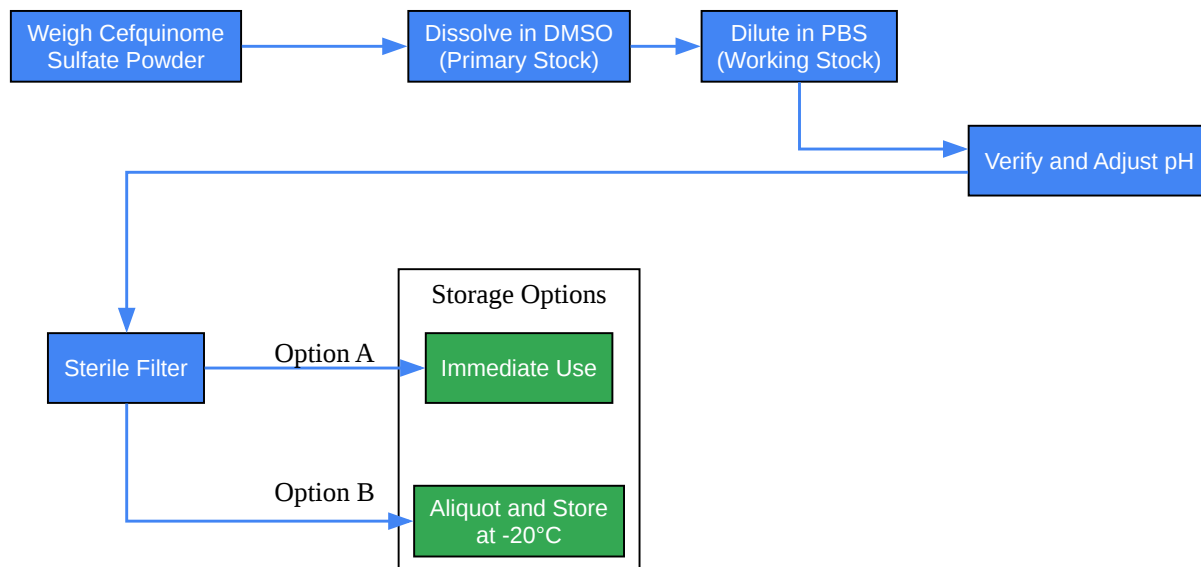 Weigh Cefquinome
Sulfate Powder
Dissolve in DMSO
(Primary Stock)
Dilute in PBS
(Working Stock)
Verify and Adjust pH
Storage Options
Sterile Filter
Option A
Immediate Use
Option B
Aliquot and Store
at -20°C